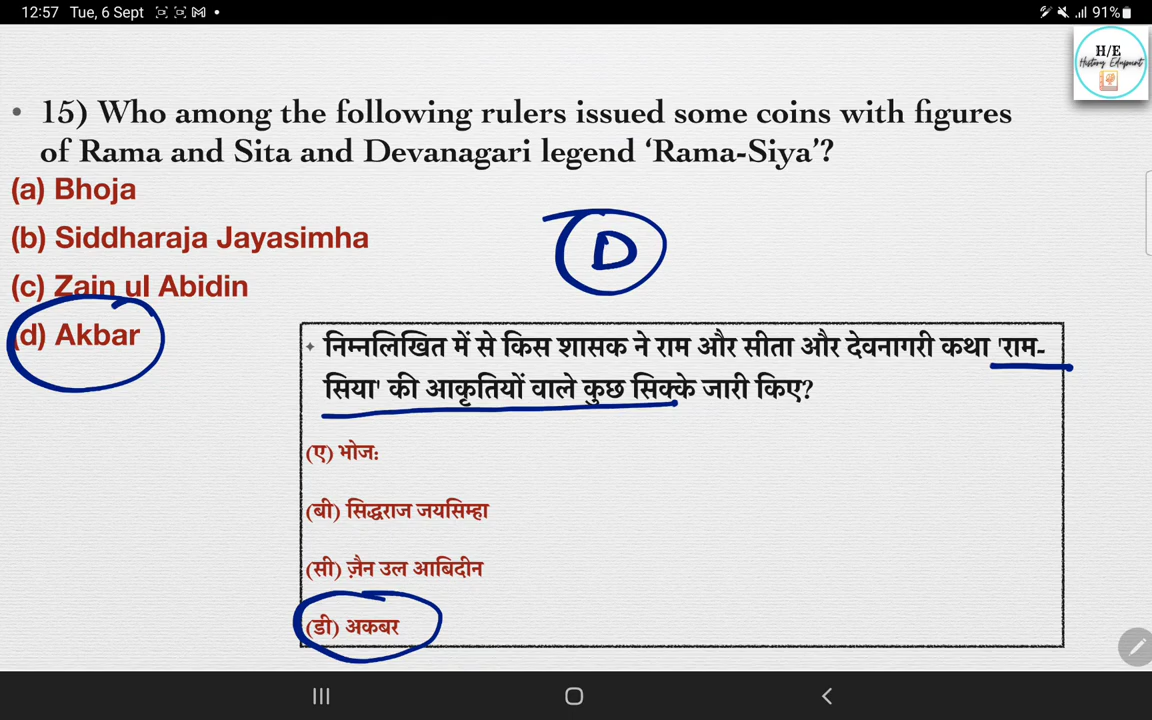 12:57 Tue, 6 Sept
91%
H/E
History Edupoint
• 15) Who among the following rulers issued some coins with figures
of Rama and Sita and Devanagari legend ‘Rama-Siya’?
(a) Bhoja
(b) Siddharaja Jayasimha
(c) Zain ul Abidin
(d) Akbar
D
निम्नलिखित में से किस शासक ने राम और सीता और देवनागरी कथा 'राम-
सिया' की आकृतियों वाले कुछ सिक्के जारी किए?
(ए) भोज:
(बी) सिद्धराज जयसिम्हा
(सी) ज़ैन उल आबिदीन
(डी) अकबर